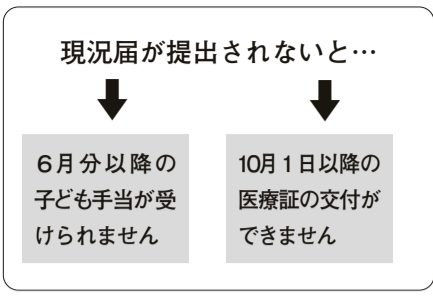 現況届が提出されないと…
６月分以降の
子ども手当が受
けられません
10月１日以降の
医療証の交付が
できません